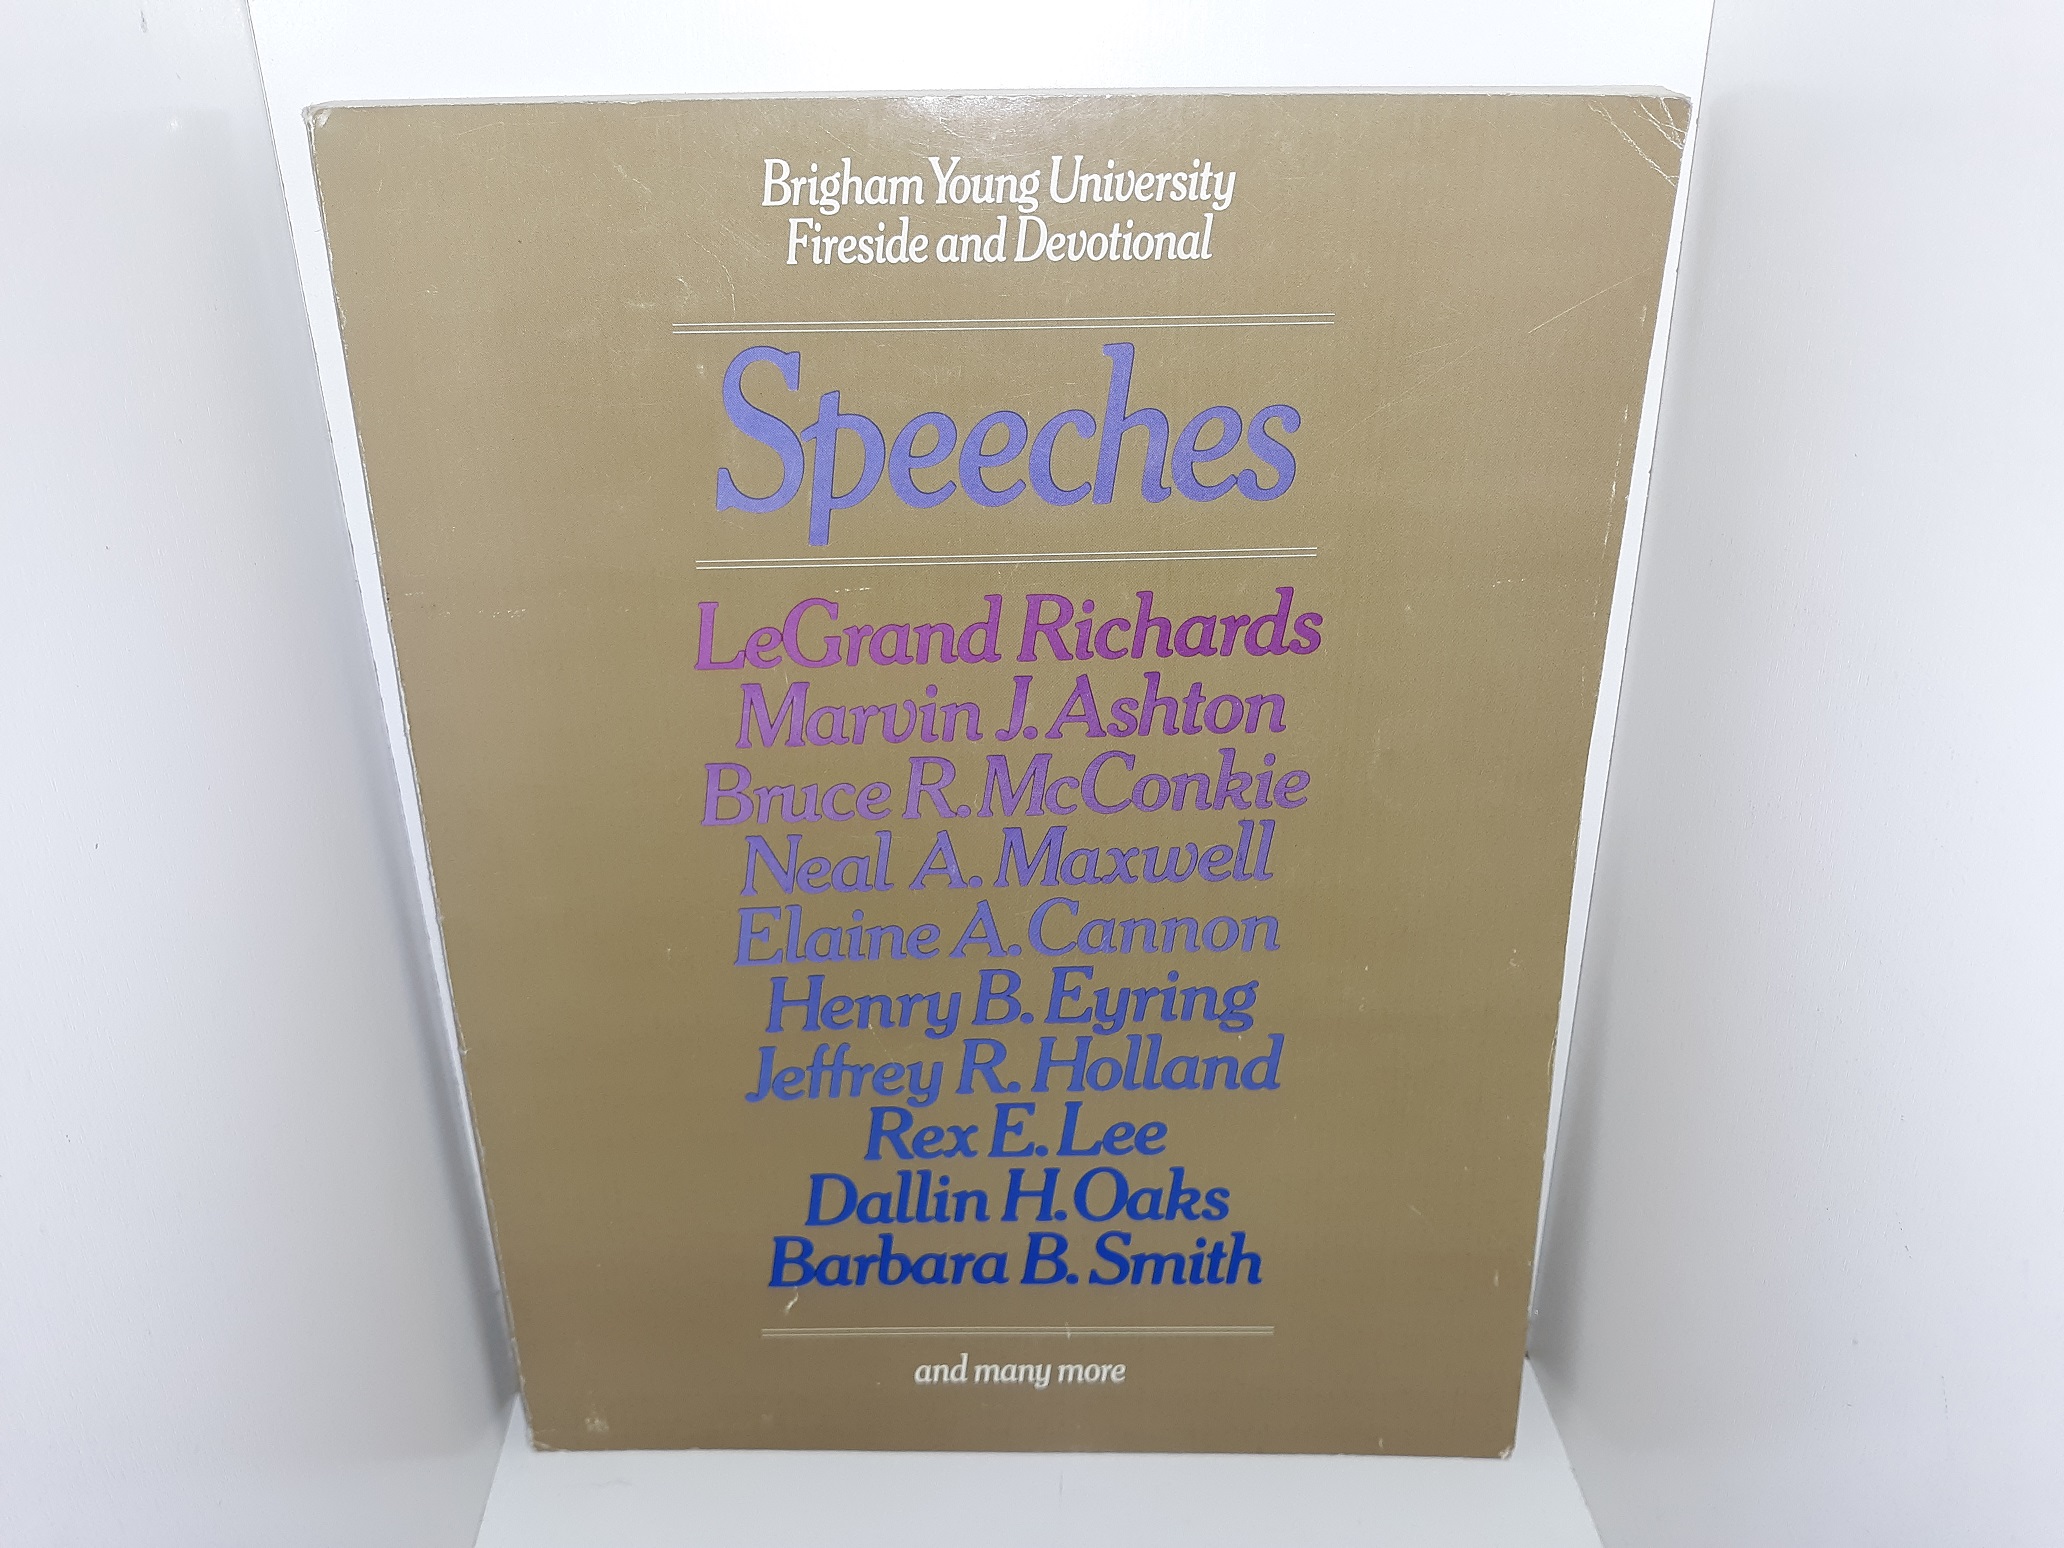 Brigham Young University
Fireside and Devotional
Speeches
LeGrand Richards
Marvin J. Ashton
Bruce R. McConkie
Neal A. Maxwell
Elaine A. Cannon
Henry B. Eyring
Jeffrey R. Holland
Rex E. Lee
Dallin H. Oaks
Barbara B. Smith
and many more